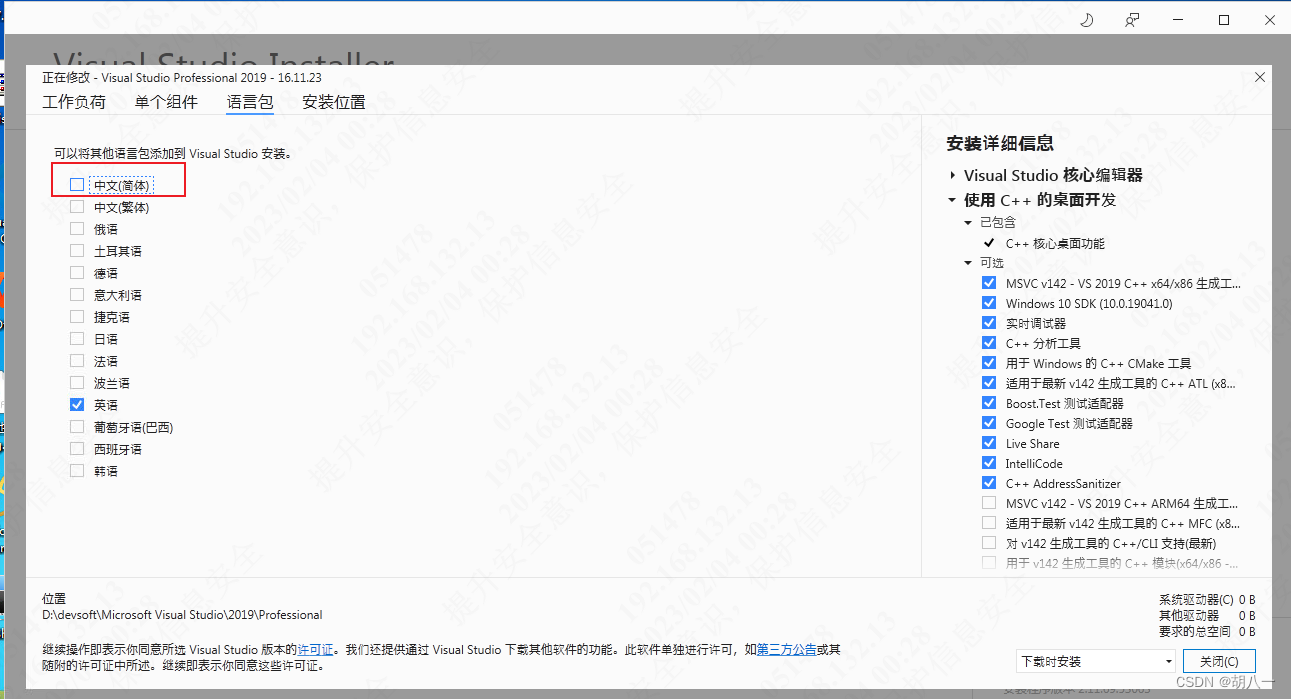 Visual Studio Installer
正在修改 - Visual Studio Professional 2019 - 16.11.23
工作负荷 单个组件 语言包 安装位置
可以将其他语言包添加到 Visual Studio 安装。
中文(简体)
中文(繁体)
俄语
土耳其语
德语
意大利语
捷克语
日语
法语
波兰语
英语
葡萄牙语(巴西)
西班牙语
韩语
安装详细信息
Visual Studio 核心编辑器
使用 C++ 的桌面开发
已包含
C++ 核心桌面功能
可选
MSVC v142 - VS 2019 C++ x64/x86 生成工...
Windows 10 SDK (10.0.19041.0)
实时调试器
C++ 分析工具
用于 Windows 的 C++ CMake 工具
适用于最新 v142 生成工具的 C++ ATL (x8...
Boost.Test 测试适配器
Google Test 测试适配器
Live Share
IntelliCode
C++ AddressSanitizer
MSVC v142 - VS 2019 C++ ARM64 生成工...
适用于最新 v142 生成工具的 C++ MFC (x8...
对 v142 生成工具的 C++/CLI 支持(最新)
用于 v142 生成工具的 C++ 模块(x64/x86 -...
位置
D:\devsoft\Microsoft Visual Studio\2019\Professional
系统驱动器(C) 0 B
其他驱动器 0 B
要求的总空间 0 B
继续操作即表示你同意所选 Visual Studio 版本的许可证。我们还提供通过 Visual Studio 下载其他软件的功能。此软件单独进行许可，如第三方公告或其
随附的许可证中所述。继续即表示你同意这些许可证。
下载时安装 关闭(C)
CSDN @胡八一
提升安全意识，保护信息安全
051478
192.168.132.13
2023/02/04 00:28